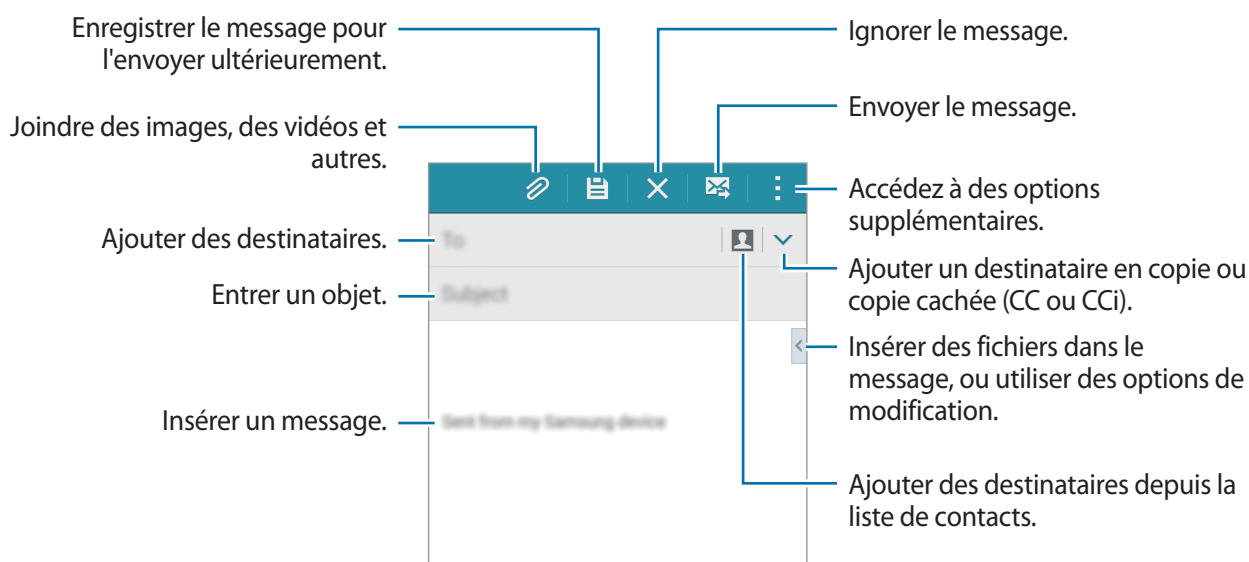 Enregistrer le message pour
l'envoyer ultérieurement.
Joindre des images, des vidéos et
autres.
Ajouter des destinataires.
Entrer un objet.
Insérer un message.
To
Subject
Sent from my Samsung device
Ignorer le message.
Envoyer le message.
Accédez à des options
supplémentaires.
Ajouter un destinataire en copie ou
copie cachée (CC ou CCi).
Insérer des fichiers dans le
message, ou utiliser des options de
modification.
Ajouter des destinataires depuis la
liste de contacts.